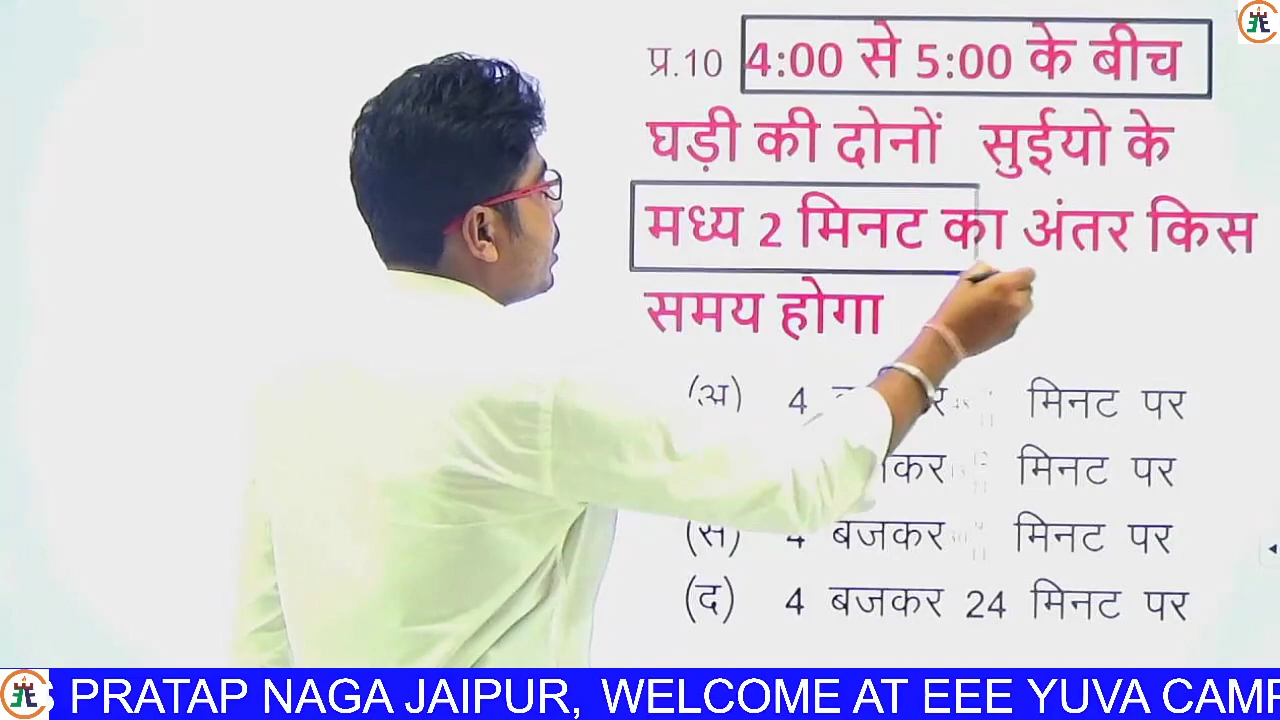 प्र.10 4:00 से 5:00 के बीच
घड़ी की दोनों सुईयो के
मध्य 2 मिनट का अंतर किस
समय होगा
(अ) 4 मिनट पर
मिनट पर
(स) 4 बजकर मिनट पर
(द) 4 बजकर 24 मिनट पर
PRATAP NAGA JAIPUR, WELCOME AT EEE YUVA